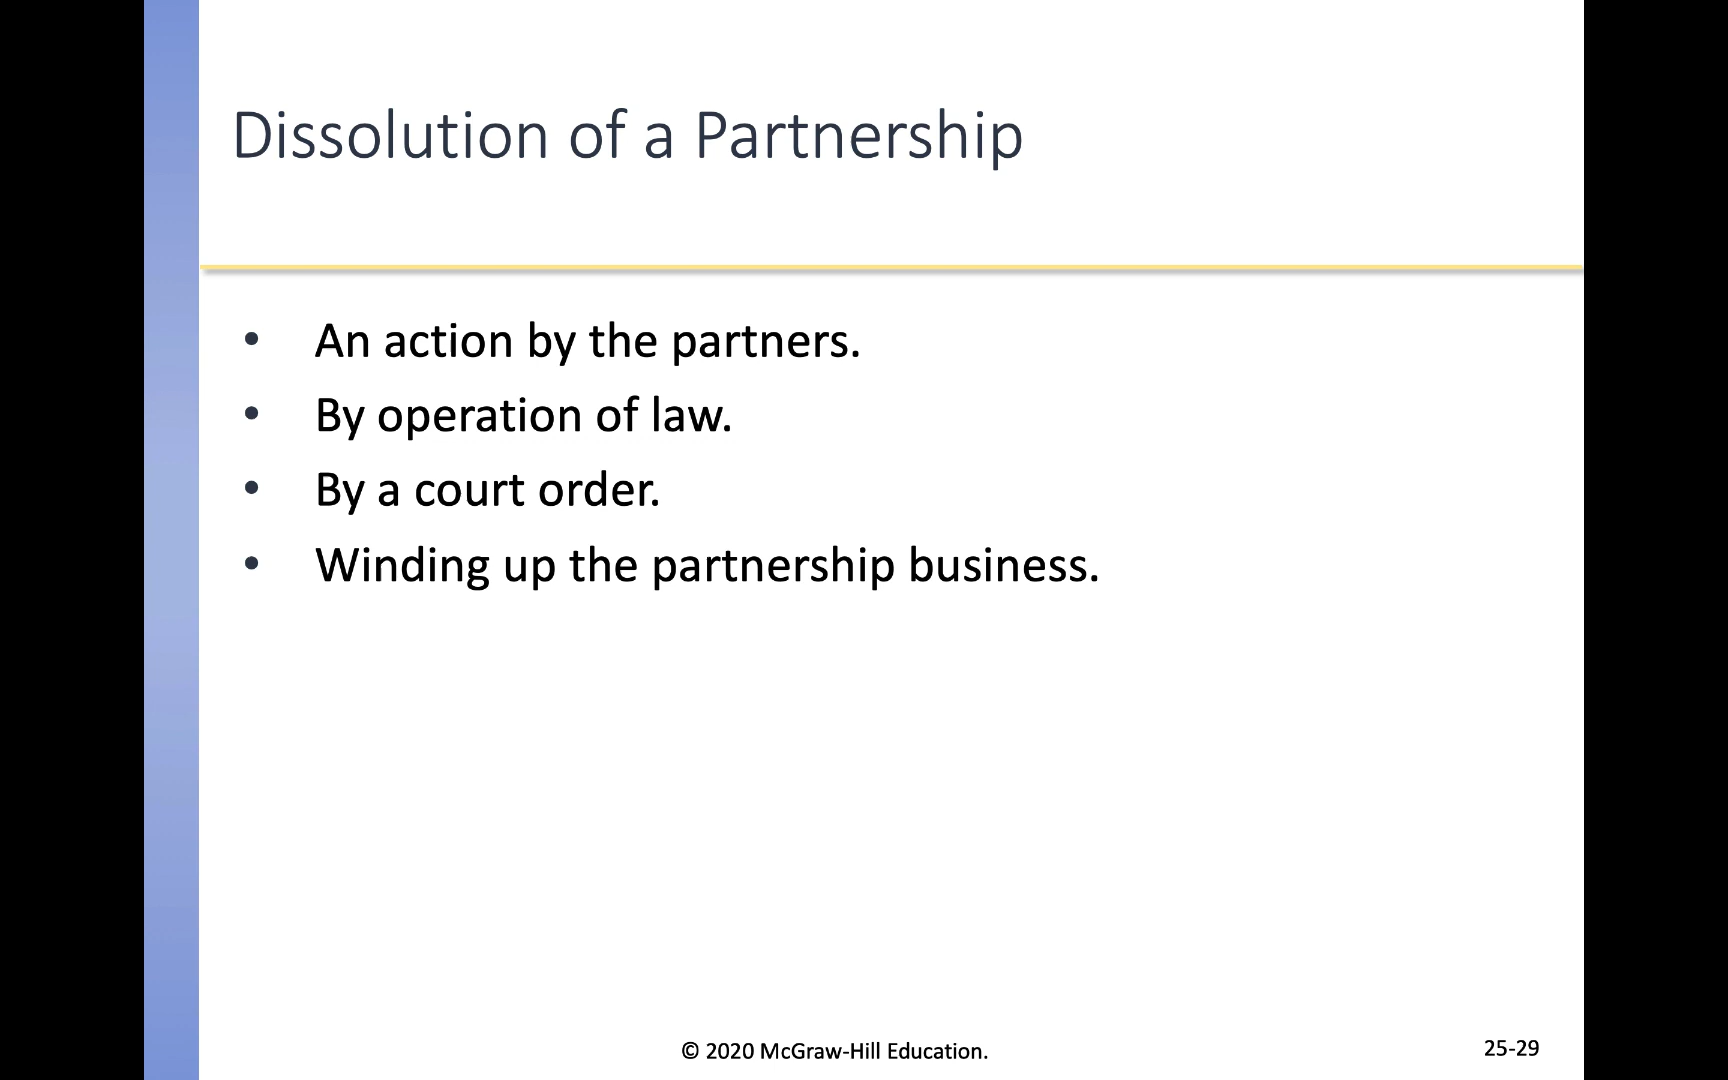 Dissolution of a Partnership
• An action by the partners.
• By operation of law.
• By a court order.
• Winding up the partnership business.
© 2020 McGraw-Hill Education.
25-29